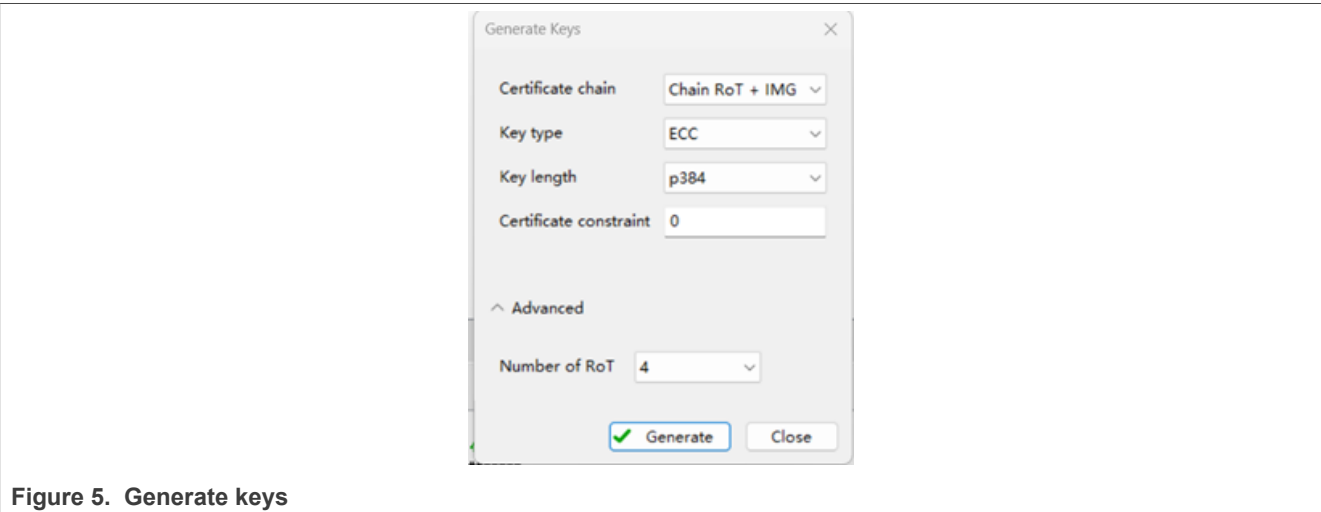 Generate Keys
Certificate chain Chain RoT + IMG
Key type ECC
Key length p384
Certificate constraint 0
Advanced
Number of RoT 4
Generate Close
Figure 5. Generate keys